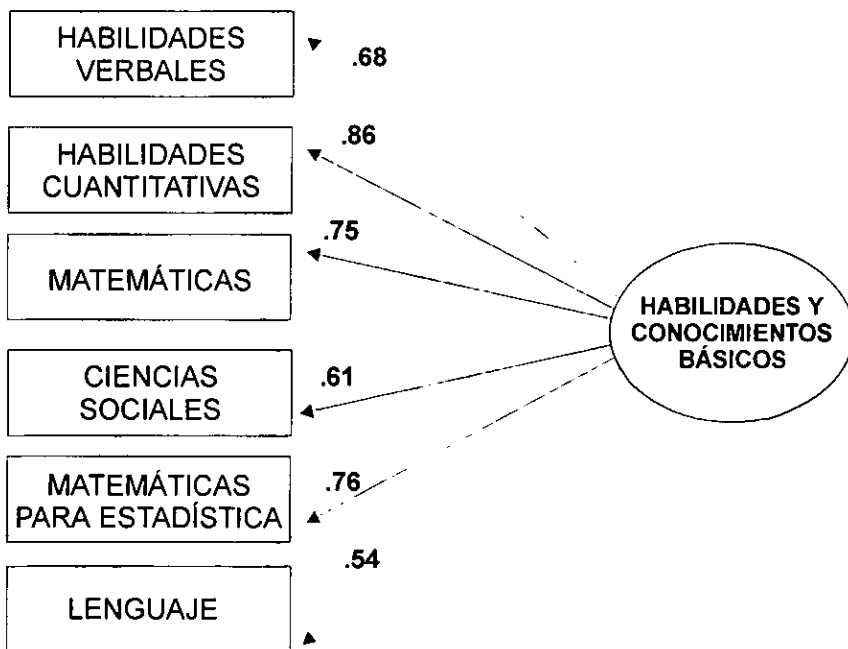 HABILIDADES
VERBALES
.68
HABILIDADES
CUANTITATIVAS
.86
MATEMÁTICAS
.75
CIENCIAS
SOCIALES
.61
MATEMÁTICAS
PARA ESTADÍSTICA
.76
LENGUAJE
.54
HABILIDADES Y
CONOCIMIENTOS
BÁSICOS